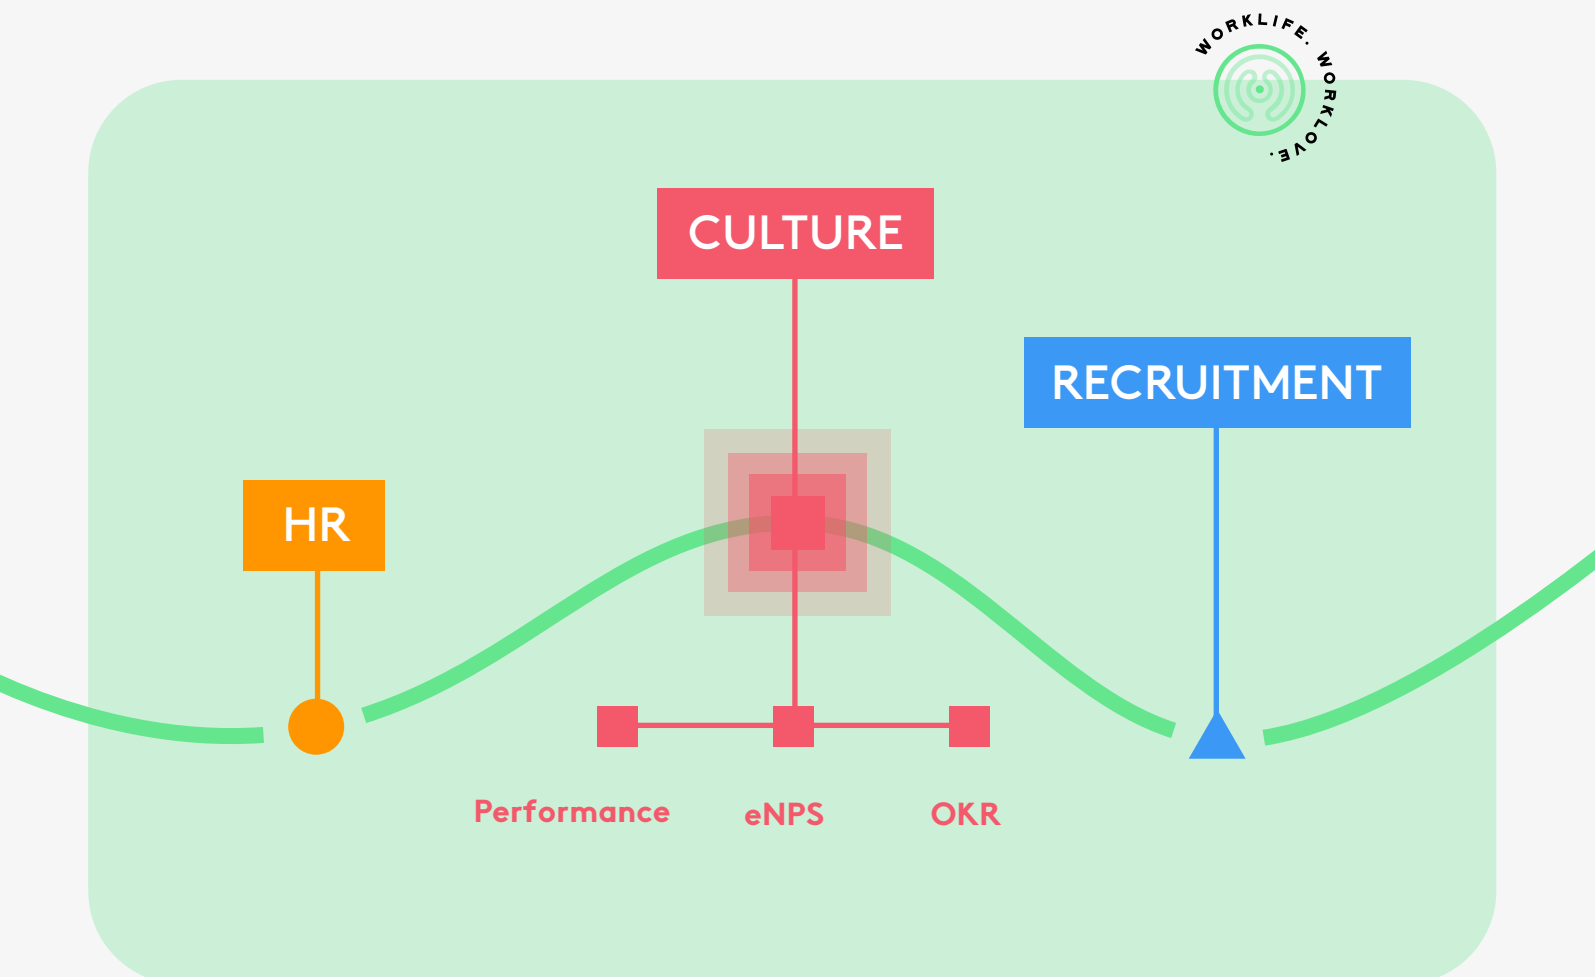 WORKLIFE. WORKLOVE.
CULTURE
RECRUITMENT
HR
Performance
eNPS
OKR